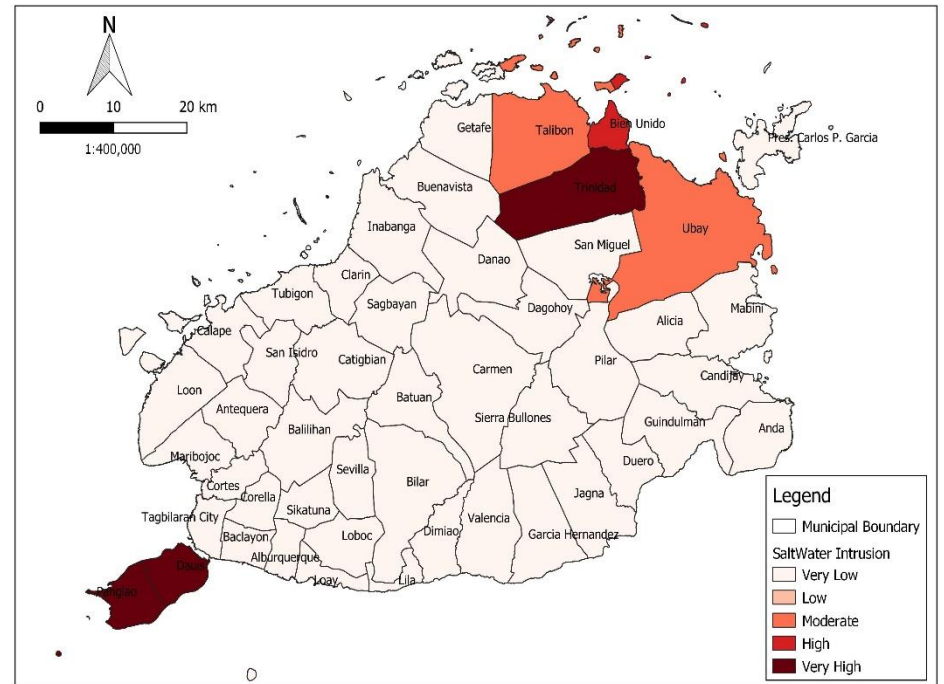 N
0 10 20 km
1:400,000
Getafe
Talibon
Bien Unido
Pres. Carlos P. Garcia
Buenavista
Trinidad
Inabanga
Ubay
San Miguel
Danao
Clarin
Tubigon
Sagbayan
Dagohoy
Mabini
Alicia
Calape
San Isidro
Catigbian
Carmen
Pilar
Candijay
Loon
Antequera
Batuan
Sierra Bullones
Guindulman
Anda
Balilihan
Maribojoc
Sevilla
Duero
Cortes
Corella
Bilar
Jagna
Sikatuna
Tagbilaran City
Valencia
Baclayon
Loboc
Dimiao
Garcia Hernandez
Alburquerque
Dauis
Loay
Lila
Panglao
Legend
Municipal Boundary
SaltWater Intrusion
Very Low
Low
Moderate
High
Very High